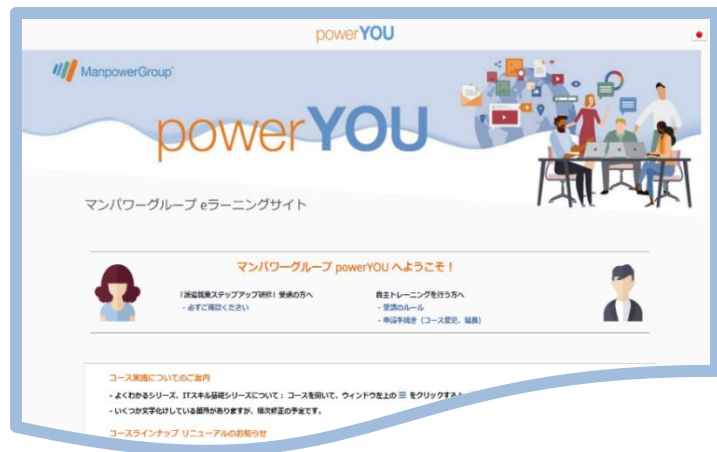 powerYOU
ManpowerGroup
powerYOU
マンパワーグループ eラーニングサイト
マンパワーグループ powerYOU へようこそ!
「派遣就業ステップアップ研修」受講の方へ
- 必ずご確認ください
自主トレーニングを行う方へ
- 受講のルール
- 申請手続き(コース変更、延長)
コース実施についてのご案内
- よくわかるシリーズ、ITスキル基礎シリーズについて: コースを開いて、ウィンドウ左上の ≡ をクリックすると
- いくつか文字化けしている箇所がありますが、順次修正の予定です。
コースラインナップ リニューアルのお知らせ